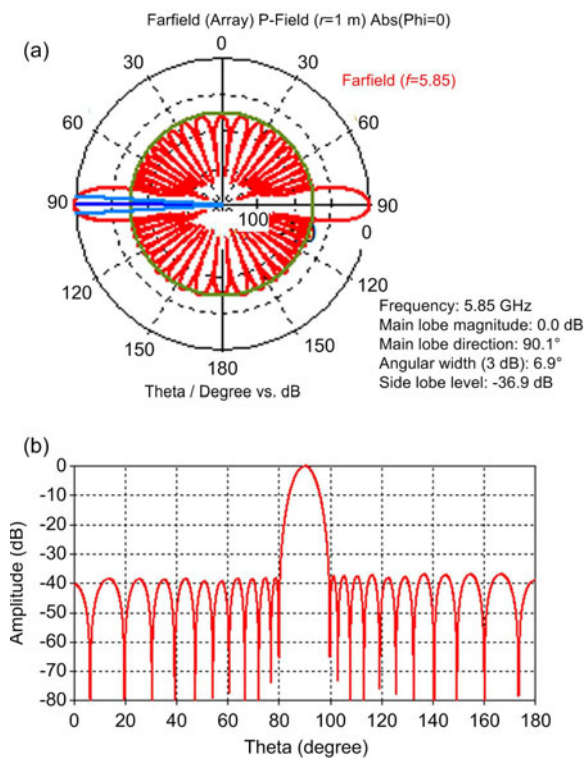 Farfield (Array) P-Field (r=1 m) Abs(Phi=0)
(a)
0
30
30
Farfield (f=5.85)
60
60
90
100
90
0
120
120
150
150
180
Frequency: 5.85 GHz
Main lobe magnitude: 0.0 dB
Main lobe direction: 90.1°
Angular width (3 dB): 6.9°
Side lobe level: -36.9 dB
Theta / Degree vs. dB
(b)
0
-10
-20
-30
-40
-50
-60
-70
-80
Amplitude (dB)
0 20 40 60 80 100 120 140 160 180
Theta (degree)